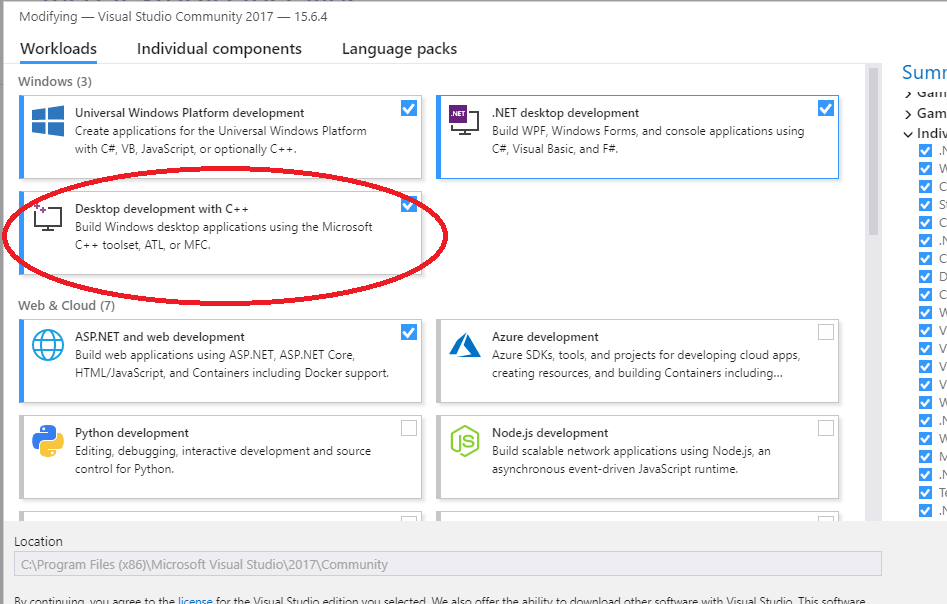 Modifying — Visual Studio Community 2017 — 15.6.4
Workloads Individual components Language packs
Windows (3)
Universal Windows Platform development
Create applications for the Universal Windows Platform
with C#, VB, JavaScript, or optionally C++.
.NET desktop development
Build WPF, Windows Forms, and console applications using
C#, Visual Basic, and F#.
Desktop development with C++
Build Windows desktop applications using the Microsoft
C++ toolset, ATL, or MFC.
Web & Cloud (7)
ASP.NET and web development
Build web applications using ASP.NET, ASP.NET Core,
HTML/JavaScript, and Containers including Docker support.
Azure development
Azure SDKs, tools, and projects for developing cloud apps,
creating resources, and building Containers including...
Python development
Editing, debugging, interactive development and source
control for Python.
Node.js development
Build scalable network applications using Node.js, an
asynchronous event-driven JavaScript runtime.
Location
C:\Program Files (x86)\Microsoft Visual Studio\2017\Community
By continuing, you agree to the license for the Visual Studio edition you selected. We also offer the ability to download other software with Visual Studio. This software